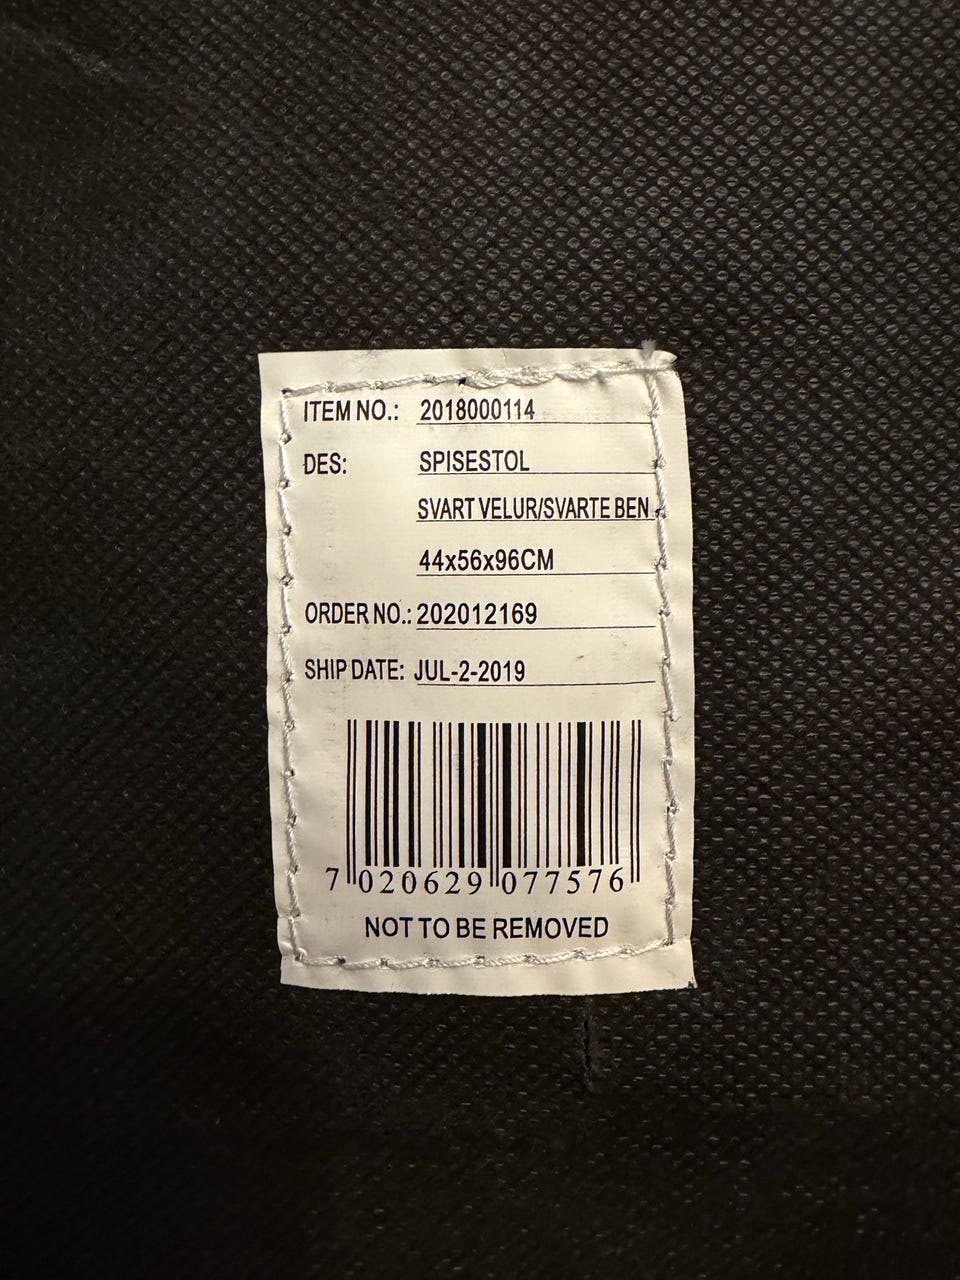 ITEM NO.: 2018000114
DES: SPISESTOL
SVART VELUR/SVARTE BEN
44x56x96CM
ORDER NO.: 202012169
SHIP DATE: JUL-2-2019
7 020629 077576
NOT TO BE REMOVED